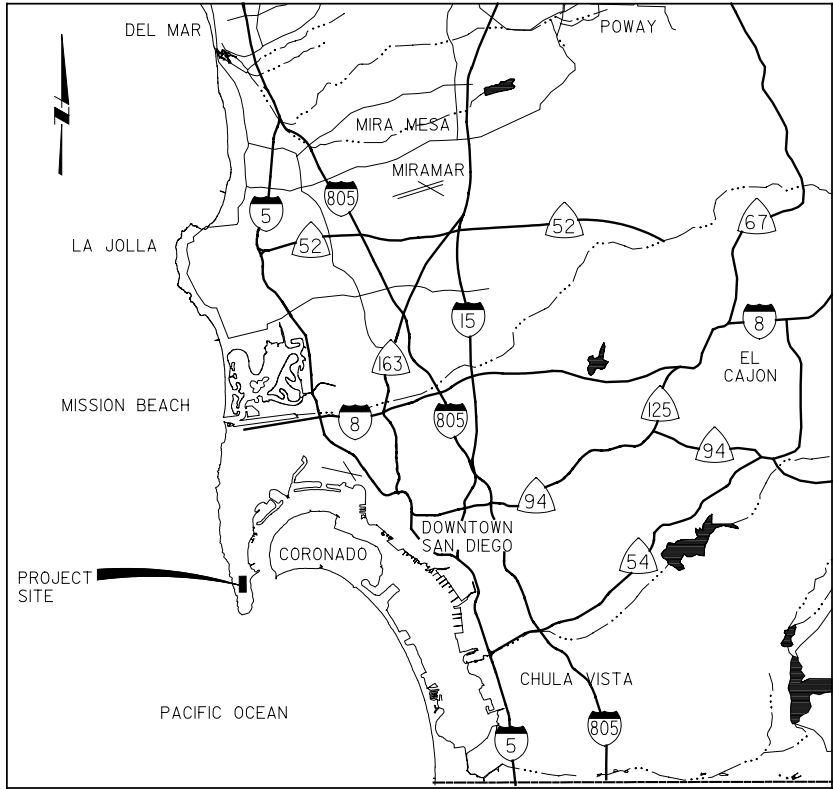 DEL MAR
POWAY
MIRA MESA
MIRAMAR
805
5
67
52
52
LA JOLLA
15
8
163
EL
CAJON
MISSION BEACH
125
8
805
94
94
DOWNTOWN
SAN DIEGO
CORONADO
54
PROJECT
SITE
CHULA VISTA
PACIFIC OCEAN
805
5